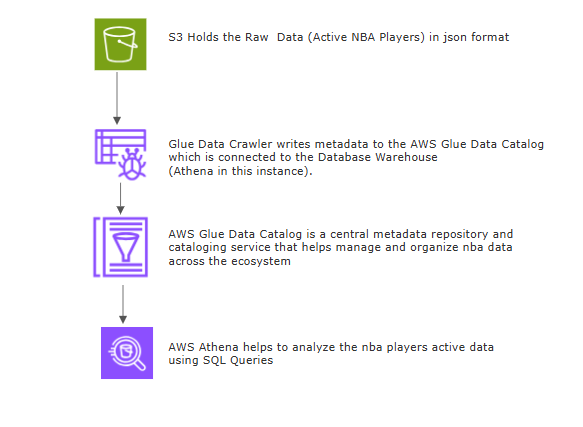 S3 Holds the Raw  Data (Active NBA Players) in json format
Glue Data Crawler writes metadata to the AWS Glue Data Catalog
which is connected to the Database Warehouse
(Athena in this instance).
AWS Glue Data Catalog is a central metadata repository and
cataloging service that helps manage and organize nba data
across the ecosystem
AWS Athena helps to analyze the nba players active data
using SQL Queries